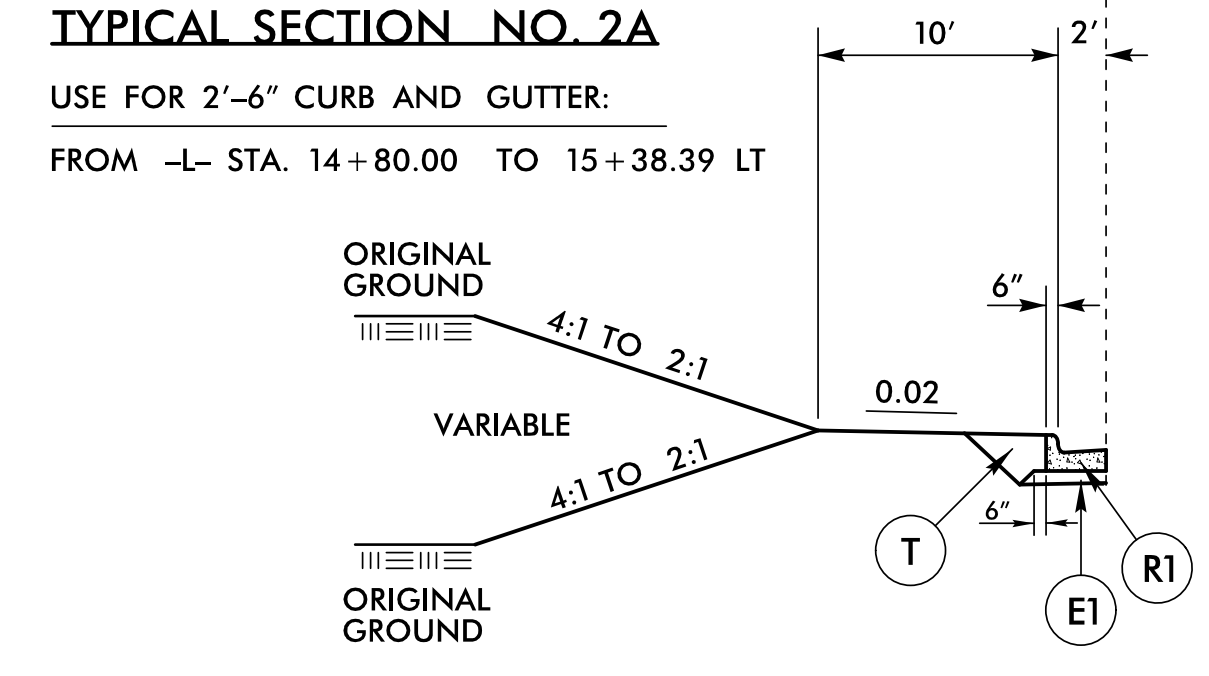 TYPICAL SECTION NO. 2A
10'
2'
USE FOR 2'–6" CURB AND GUTTER:
FROM –L– STA. 14+80.00 TO 15+38.39 LT
ORIGINAL
GROUND
6"
4:1 TO 2:1
0.02
VARIABLE
4:1 TO 2:1
6"
T
R1
E1
ORIGINAL
GROUND